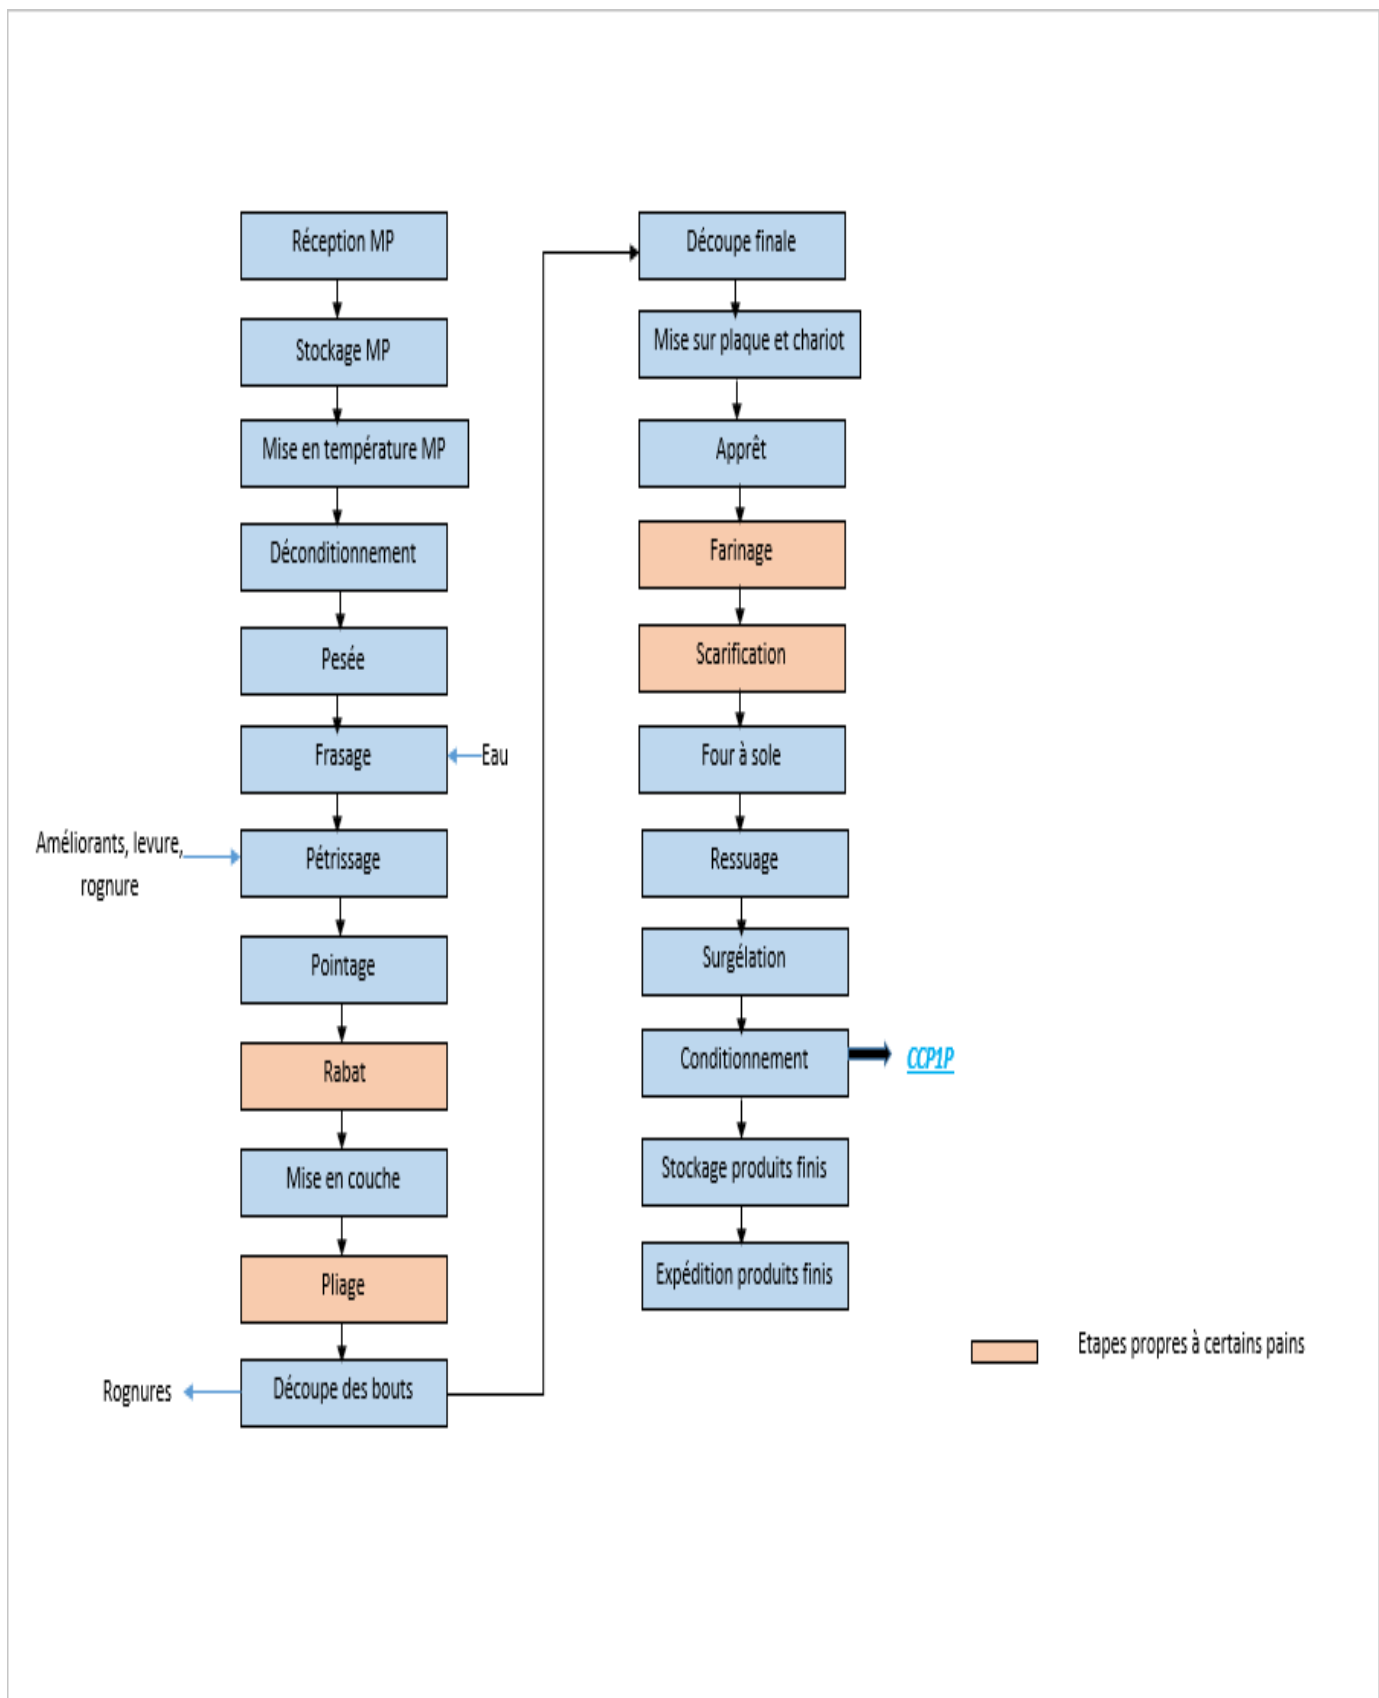 Réception MP
Stockage MP
Mise en température MP
Déconditionnement
Pesée
Frasage
Eau
Améliorants, levure,
rognure
Pétrissage
Pointage
Rabat
Mise en couche
Pliage
Rognures
Découpe des bouts
Découpe finale
Mise sur plaque et chariot
Apprêt
Farinage
Scarification
Four à sole
Ressuage
Surgélation
Conditionnement
CCP1P
Stockage produits finis
Expédition produits finis
Etapes propres à certains pains